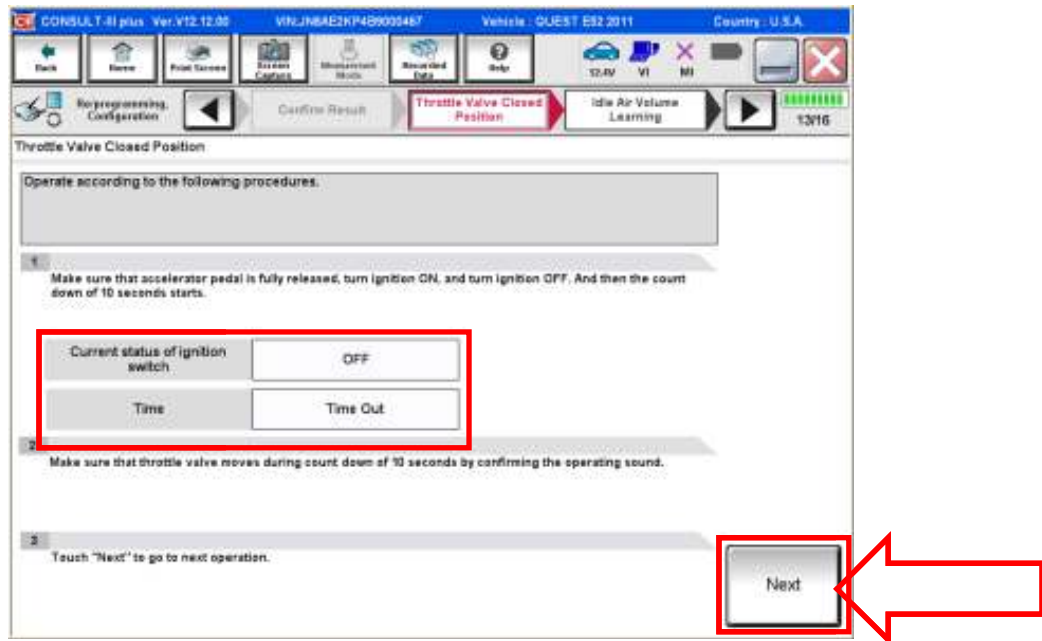 CONSULT-III plus Ver.V12.12.00 VIN:JN8AE2KP4B9000467 Vehicle : QUEST E52 2011 Country : U.S.A.
Back Home Print Screen Screen Capture Measurement Mode Recorded Data Help 12.4V VI MI
Re/programming, Configuration Confirm Result Throttle Valve Closed Position Idle Air Volume Learning 13/16
Throttle Valve Closed Position
Operate according to the following procedures.
1
Make sure that accelerator pedal is fully released, turn ignition ON, and turn ignition OFF. And then the count
down of 10 seconds starts.
Current status of ignition switch OFF
Time Time Out
2
Make sure that throttle valve moves during count down of 10 seconds by confirming the operating sound.
3
Touch "Next" to go to next operation.
Next